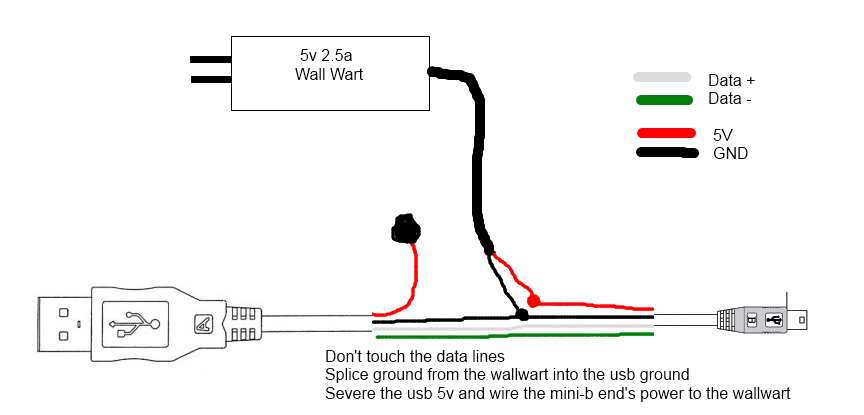 5v 2.5a
Wall Wart
Data +
Data -
5V
GND
B
Don't touch the data lines
Splice ground from the wallwart into the usb ground
Severe the usb 5v and wire the mini-b end's power to the wallwart